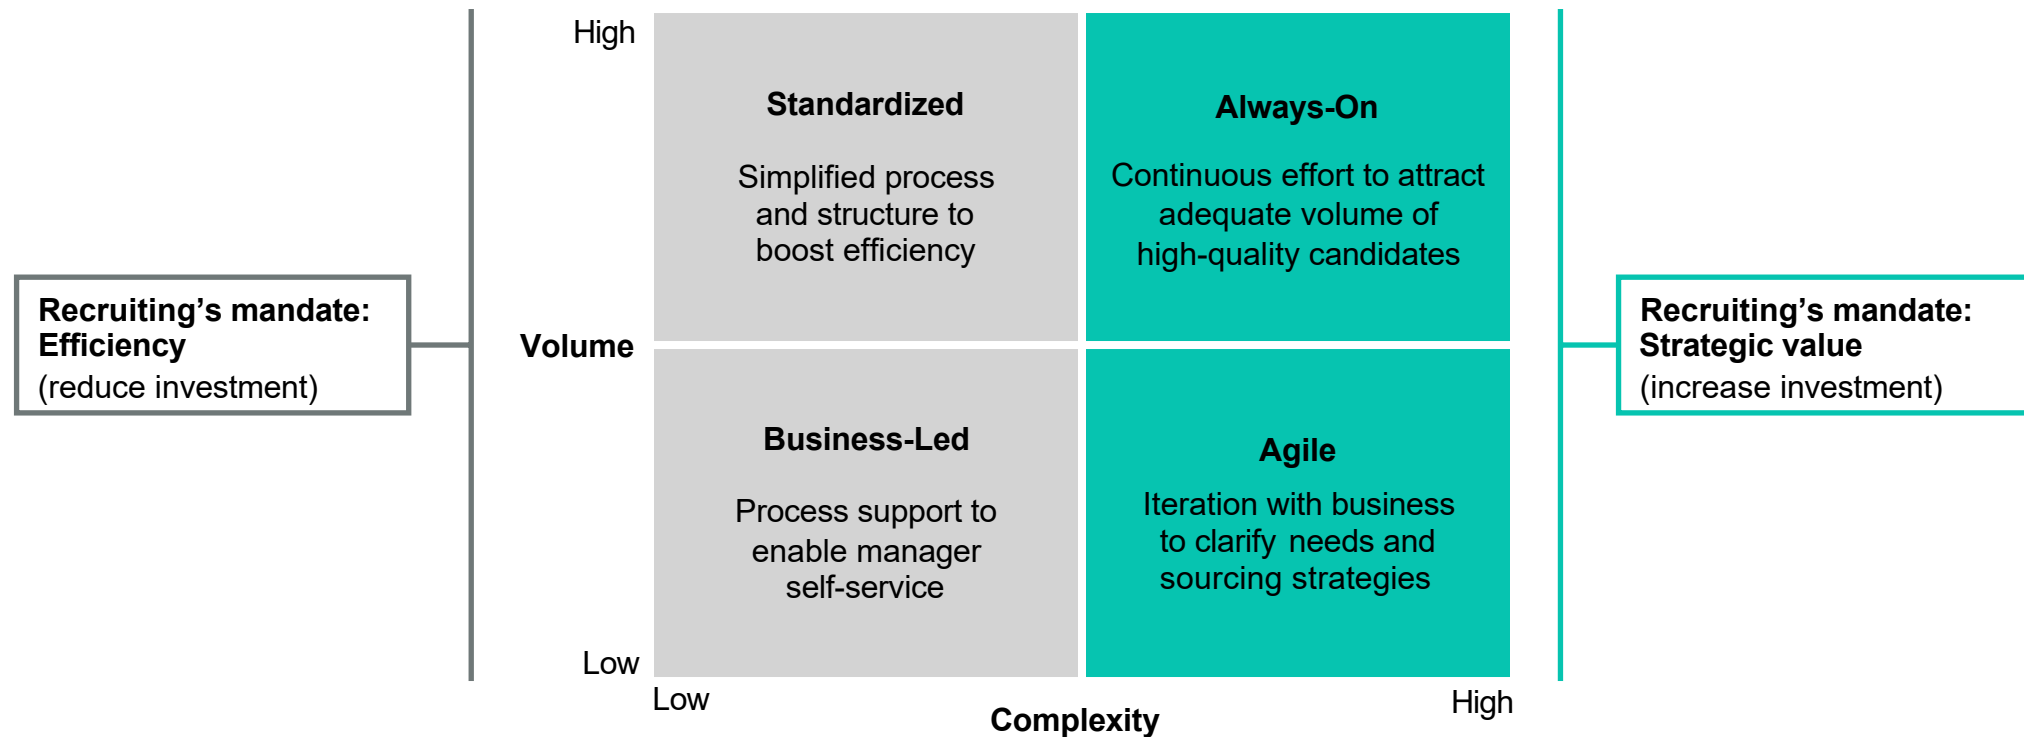 High
Standardized
Simplified process
and structure to
boost efficiency
Always-On
Continuous effort to attract
adequate volume of
high-quality candidates
Recruiting’s mandate:
Efficiency
(reduce investment)
Volume
Recruiting’s mandate:
Strategic value
(increase investment)
Business-Led
Process support to
enable manager
self-service
Agile
Iteration with business
to clarify needs and
sourcing strategies
Low
Low
High
Complexity